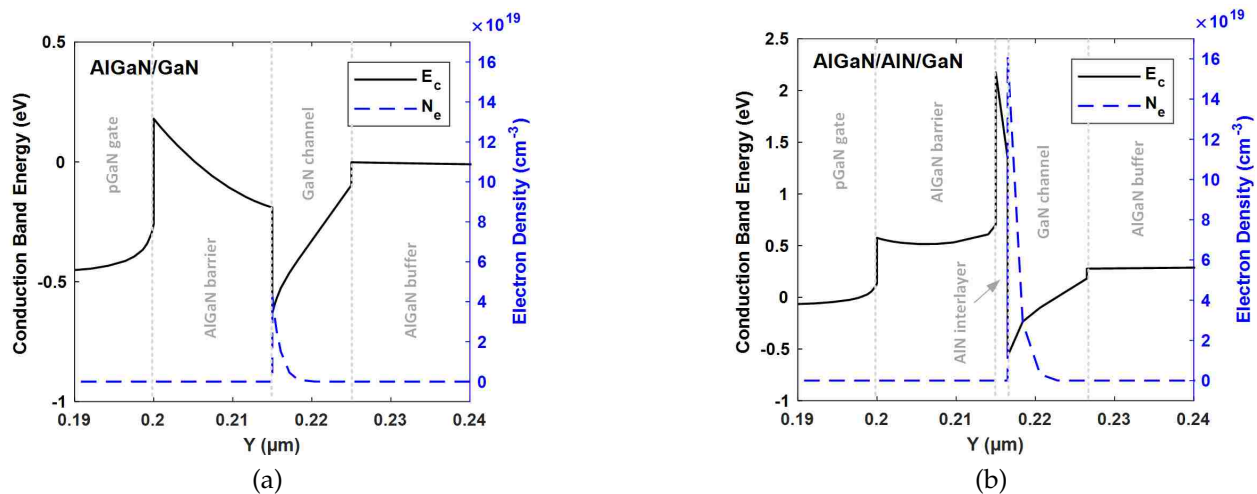 ×10^19
AlGaN/GaN
E_c
N_e
pGaN gate
AlGaN barrier
GaN channel
AlGaN buffer
Conduction Band Energy (eV)
0.5
0
-0.5
-1
Electron Density (cm^-3)
16
14
12
10
8
6
4
2
0
0.19 0.2 0.21 0.22 0.23 0.24
Y (µm)
(a)
×10^19
AlGaN/AlN/GaN
E_c
N_e
pGaN gate
AlGaN barrier
AlN interlayer
GaN channel
AlGaN buffer
Conduction Band Energy (eV)
2.5
2
1.5
1
0.5
0
-0.5
-1
Electron Density (cm^-3)
16
14
12
10
8
6
4
2
0
0.19 0.2 0.21 0.22 0.23 0.24
Y (µm)
(b)